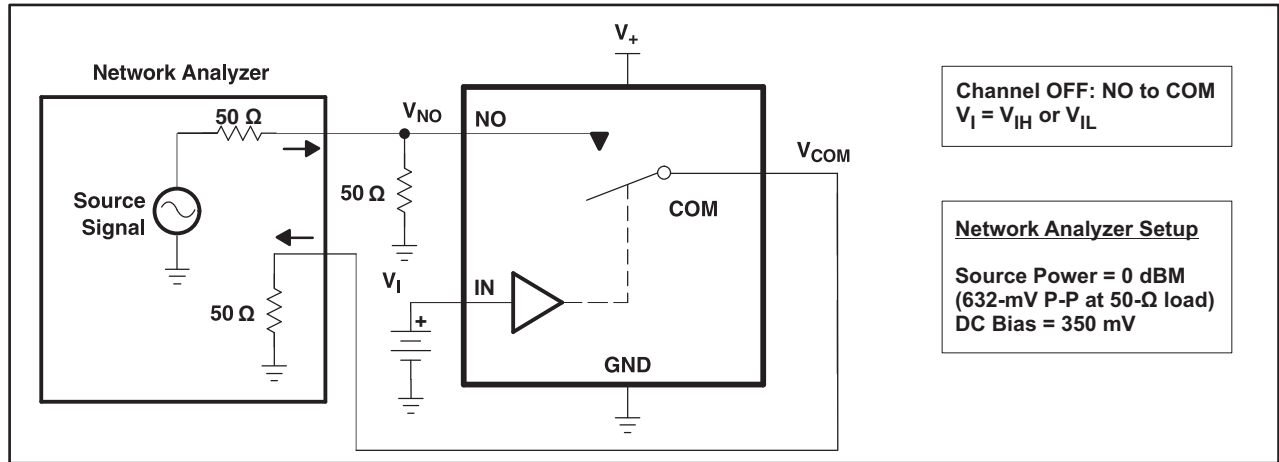 V+
Network Analyzer
50 Ω
VNO
NO
Channel OFF: NO to COM
VI = VIH or VIL
VCOM
Source
Signal
50 Ω
COM
Network Analyzer Setup
Source Power = 0 dBM
(632-mV P-P at 50-Ω load)
DC Bias = 350 mV
50 Ω
VI
+
IN
GND